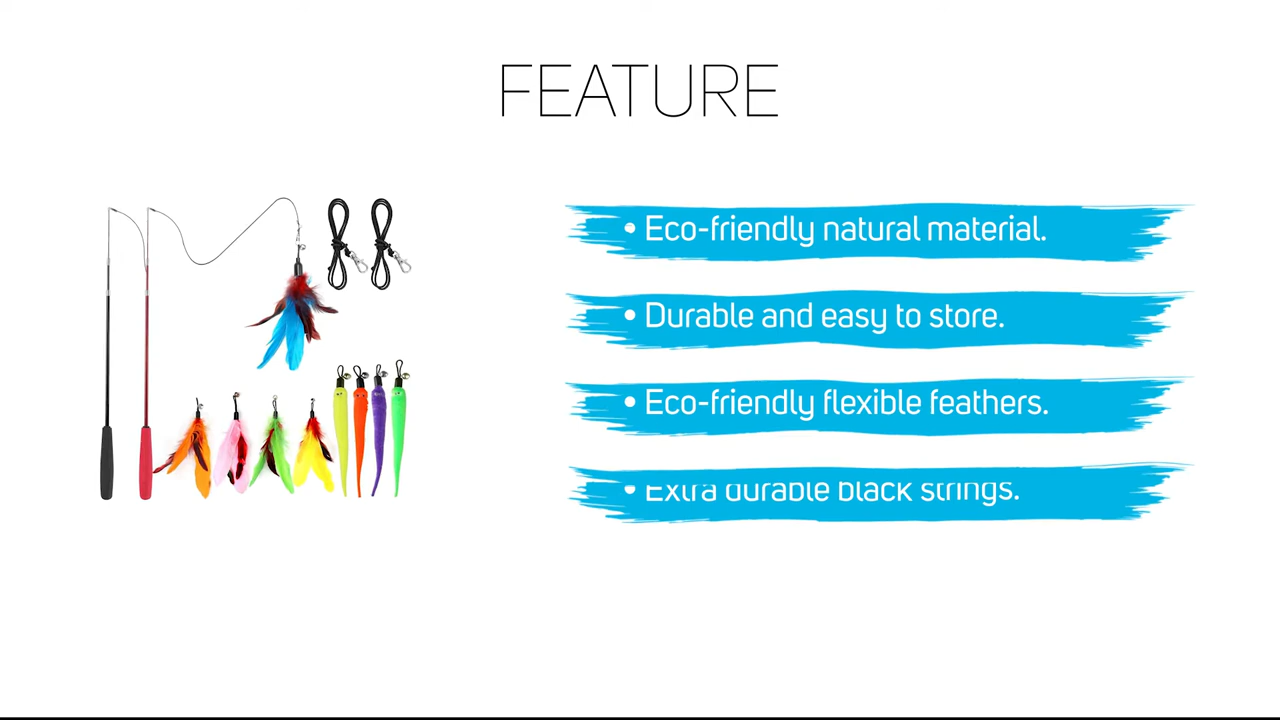 FEATURE
• Eco-friendly natural material.
• Durable and easy to store.
• Eco-friendly flexible feathers.
• Extra durable black strings.